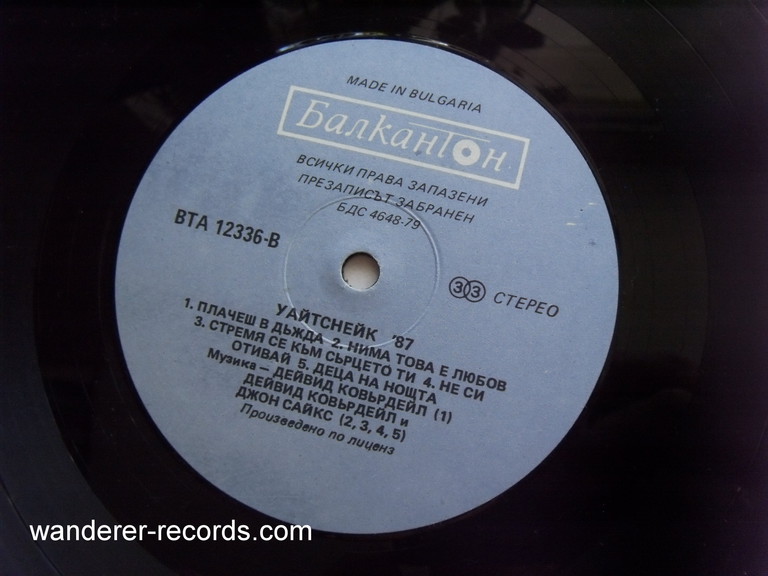 MADE IN BULGARIA
Балкантон
ВСИЧКИ ПРАВА ЗАПАЗЕНИ
ПРЕЗАПИСЪТ ЗАБРАНЕН
БДС 4648-79
ВТА 12336-В
33 СТЕРЕО
УАЙТСНЕЙК '87
1. ПЛАЧЕШ В ДЪЖДА 2. НИМА ТОВА Е ЛЮБОВ
3. СТРЕМЯ СЕ КЪМ СЪРЦЕТО ТИ 4. НЕ СИ
ОТИВАЙ 5. ДЕЦА НА НОЩТА
Музика — ДЕЙВИД КОВЪРДЕЙЛ (1)
ДЕЙВИД КОВЪРДЕЙЛ и
ДЖОН САЙКС (2, 3, 4, 5)
Произведено по лиценз
wanderer-records.com